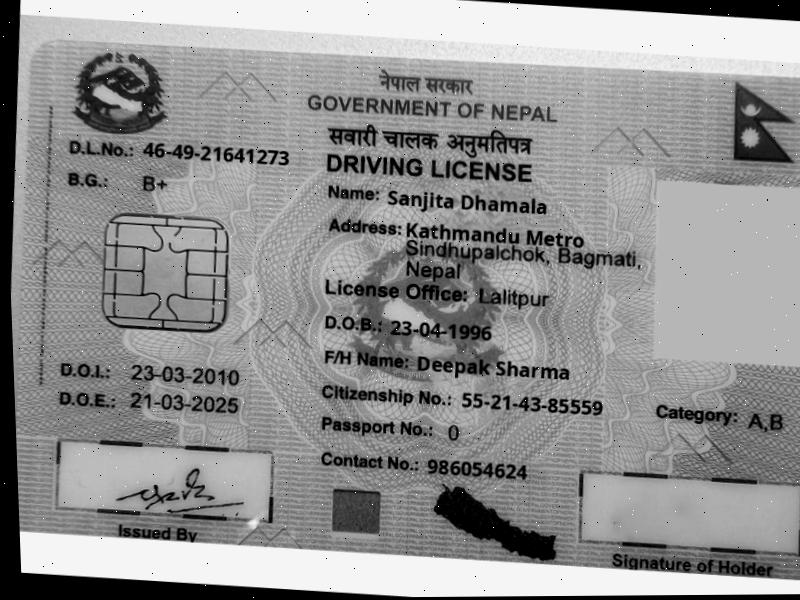 नेपाल सरकार
GOVERNMENT OF NEPAL
सवारी चालक अनुमतिपत्र
DRIVING LICENSE
D.L.No.: 46-49-21641273
B.G.: B+
Name: Sanjita Dhamala
Address: Kathmandu Metro
Sindhupalchok, Bagmati,
Nepal
License Office: Lalitpur
D.O.B.: 23-04-1996
F/H Name: Deepak Sharma
D.O.I.: 23-03-2010
D.O.E.: 21-03-2025
Citizenship No.: 55-21-43-85559
Category: A,B
Passport No.: 0
Contact No.: 986054624
Issued By
Signature of Holder